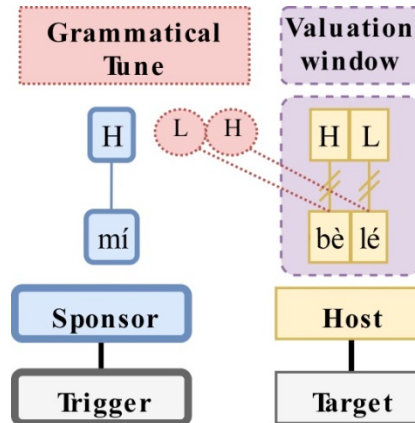 Grammatical
Tune
Valuation
window
H
L
H
H
L
mí
bè
lé
Sponsor
Host
Trigger
Target